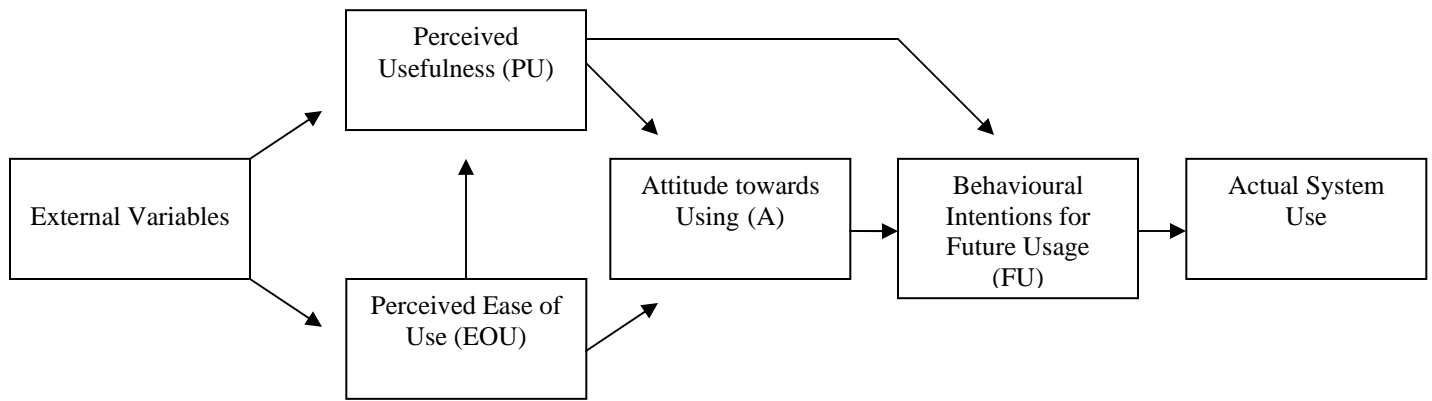 Perceived
Usefulness (PU)
External Variables
Perceived Ease of
Use (EOU)
Attitude towards
Using (A)
Behavioural
Intentions for
Future Usage
(FU)
Actual System
Use